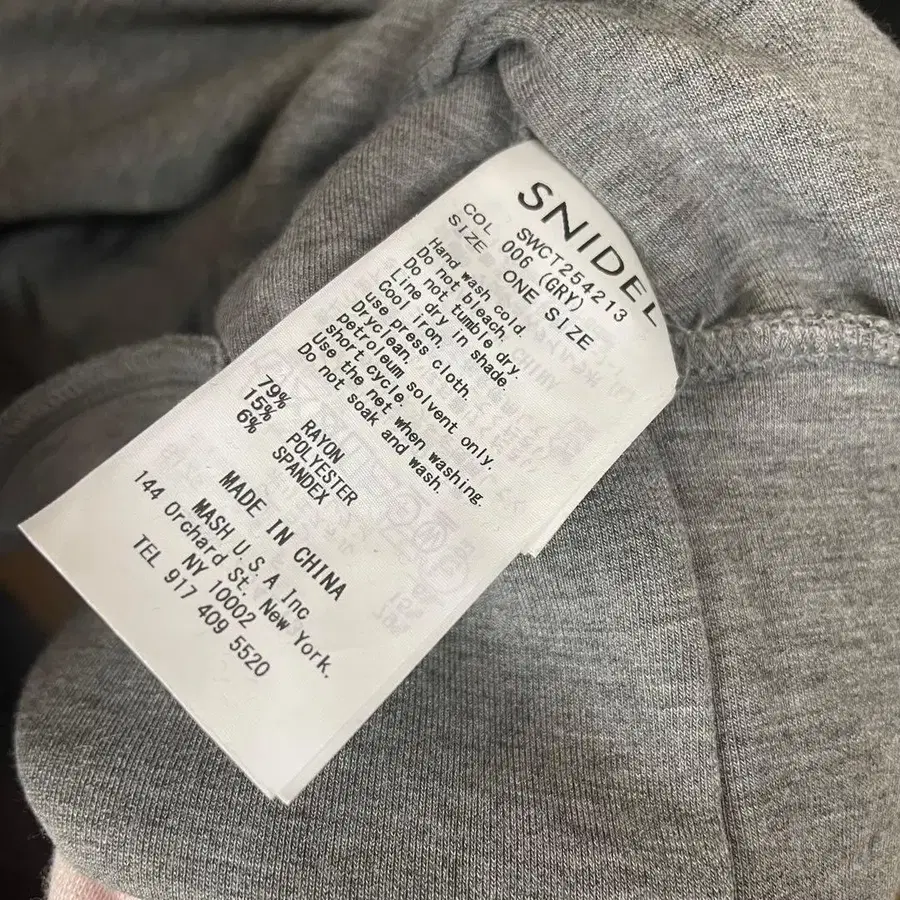 SNIDEL
SWCT254213
COL 006 (GRY)
SIZE ONE SIZE
Hand wash cold.
Do not bleach.
Do not tumble dry.
Line dry in shade.
Cool iron.
use press cloth.
Dryclean.
petroleum solvent only.
short cycle.
Use the net when washing.
Do not soak and wash.
79% RAYON
15% POLYESTER
6% SPANDEX
MADE IN CHINA
MASH U.S.A Inc
144 Orchard St. New York.
NY 10002
TEL 917 409 5520